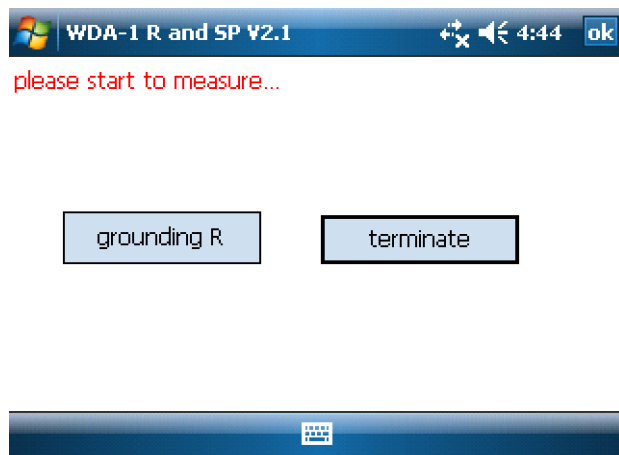 WDA-1 R and SP V2.1 4:44 ok
please start to measure...
grounding R terminate